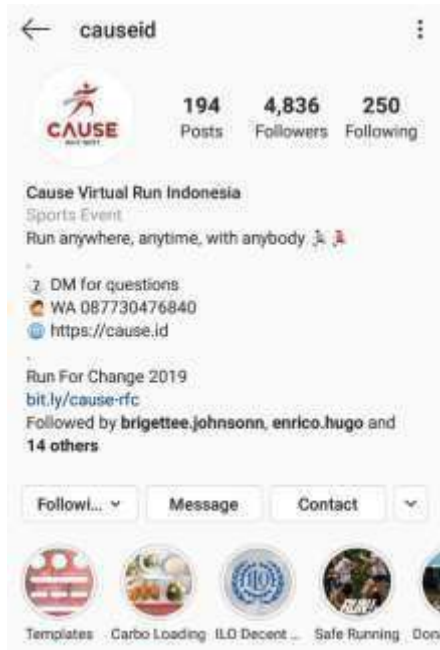 causeid
CAUSE
194 4,836 250
Posts Followers Following
Cause Virtual Run Indonesia
Sports Event
Run anywhere, anytime, with anybody
.
DM for questions
WA 087730476840
https://cause.id
.
Run For Change 2019
bit.ly/cause-rfc
Followed by brigettee.johnsonn, enrico.hugo and
14 others
Followi... Message Contact
ILO
RUN!
Templates Carbo Loading ILO Decent ... Safe Running Don